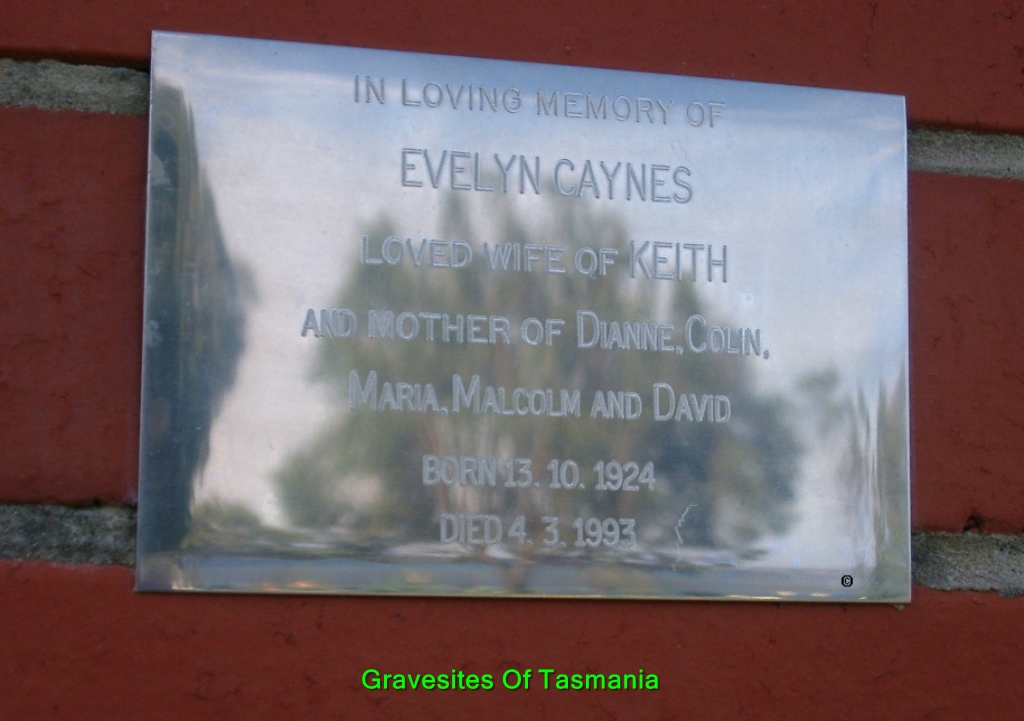 IN LOVING MEMORY OF
EVELYN CAYNES
LOVED WIFE OF KEITH
AND MOTHER OF DIANNE, COLIN,
MARIA, MALCOLM AND DAVID
BORN 13. 10. 1924
DIED 4. 3. 1993
©
Gravesites Of Tasmania